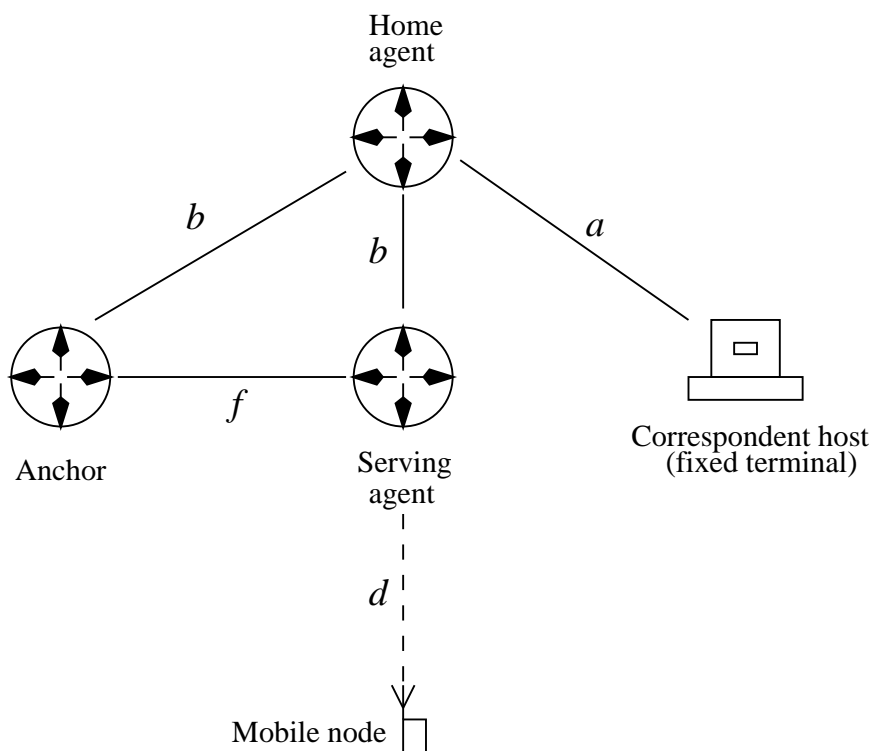 Home
agent
b
b
a
f
Anchor
Serving
agent
Correspondent host
(fixed terminal)
d
Mobile node